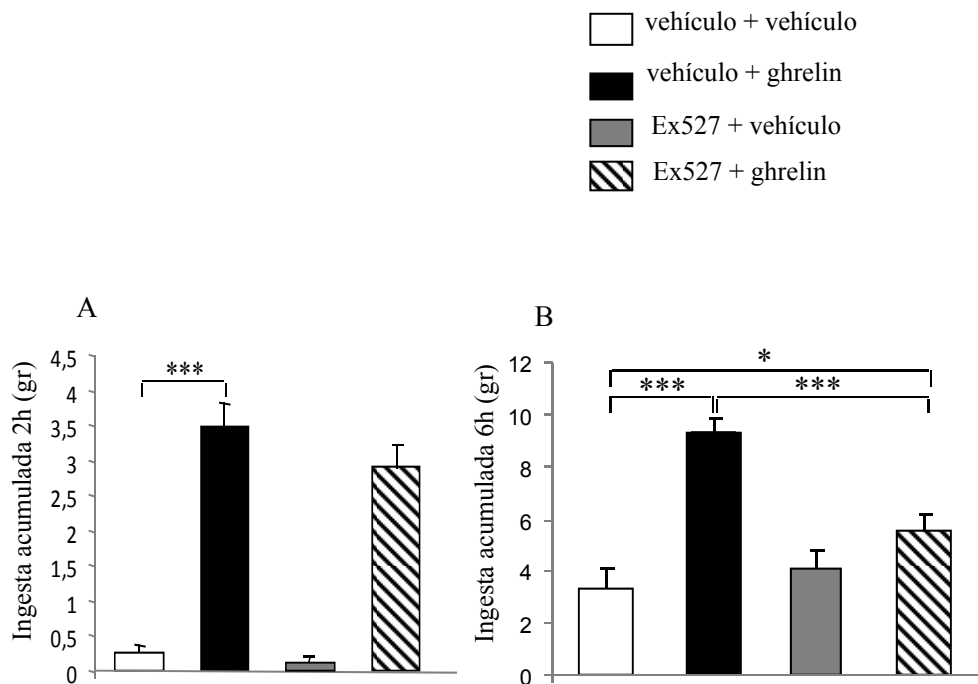 vehículo + vehículo
vehículo + ghrelin
Ex527 + vehículo
Ex527 + ghrelin
A
Ingesta acumulada 2h (gr)
4,5
4
3,5
3
2,5
2
1,5
1
0,5
0
***
B
Ingesta acumulada 6h (gr)
12
10
8
6
4
2
0
*
***
***